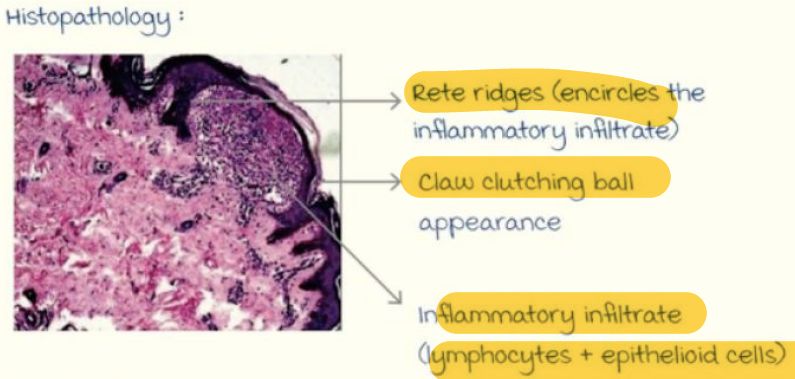 Histopathology :
Rete ridges (encircles the
inflammatory infiltrate)
Claw clutching ball
appearance
Inflammatory infiltrate
(lymphocytes + epithelioid cells)